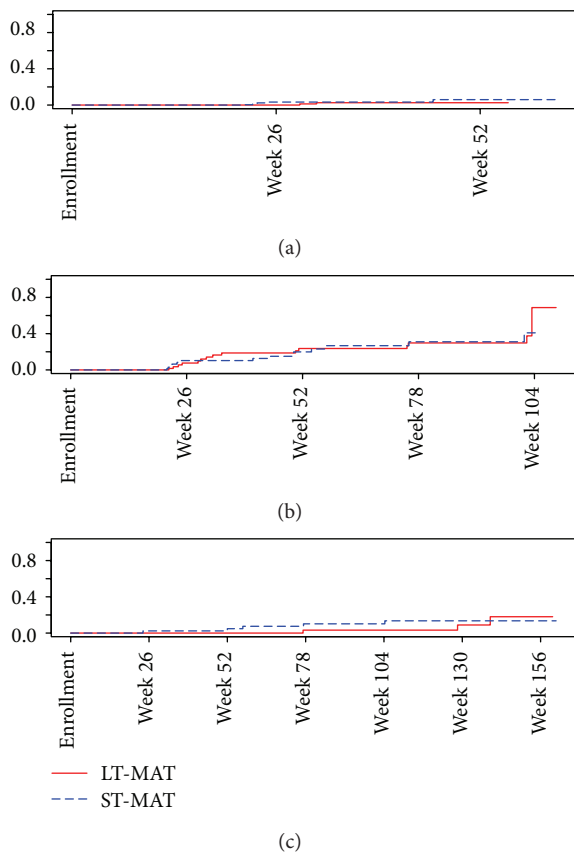 0.8
0.4
0.0
Enrollment
Week 26
Week 52
(a)
0.8
0.4
0.0
Enrollment
Week 26
Week 52
Week 78
Week 104
(b)
0.8
0.4
0.0
Enrollment
Week 26
Week 52
Week 78
Week 104
Week 130
Week 156
LT-MAT
ST-MAT
(c)